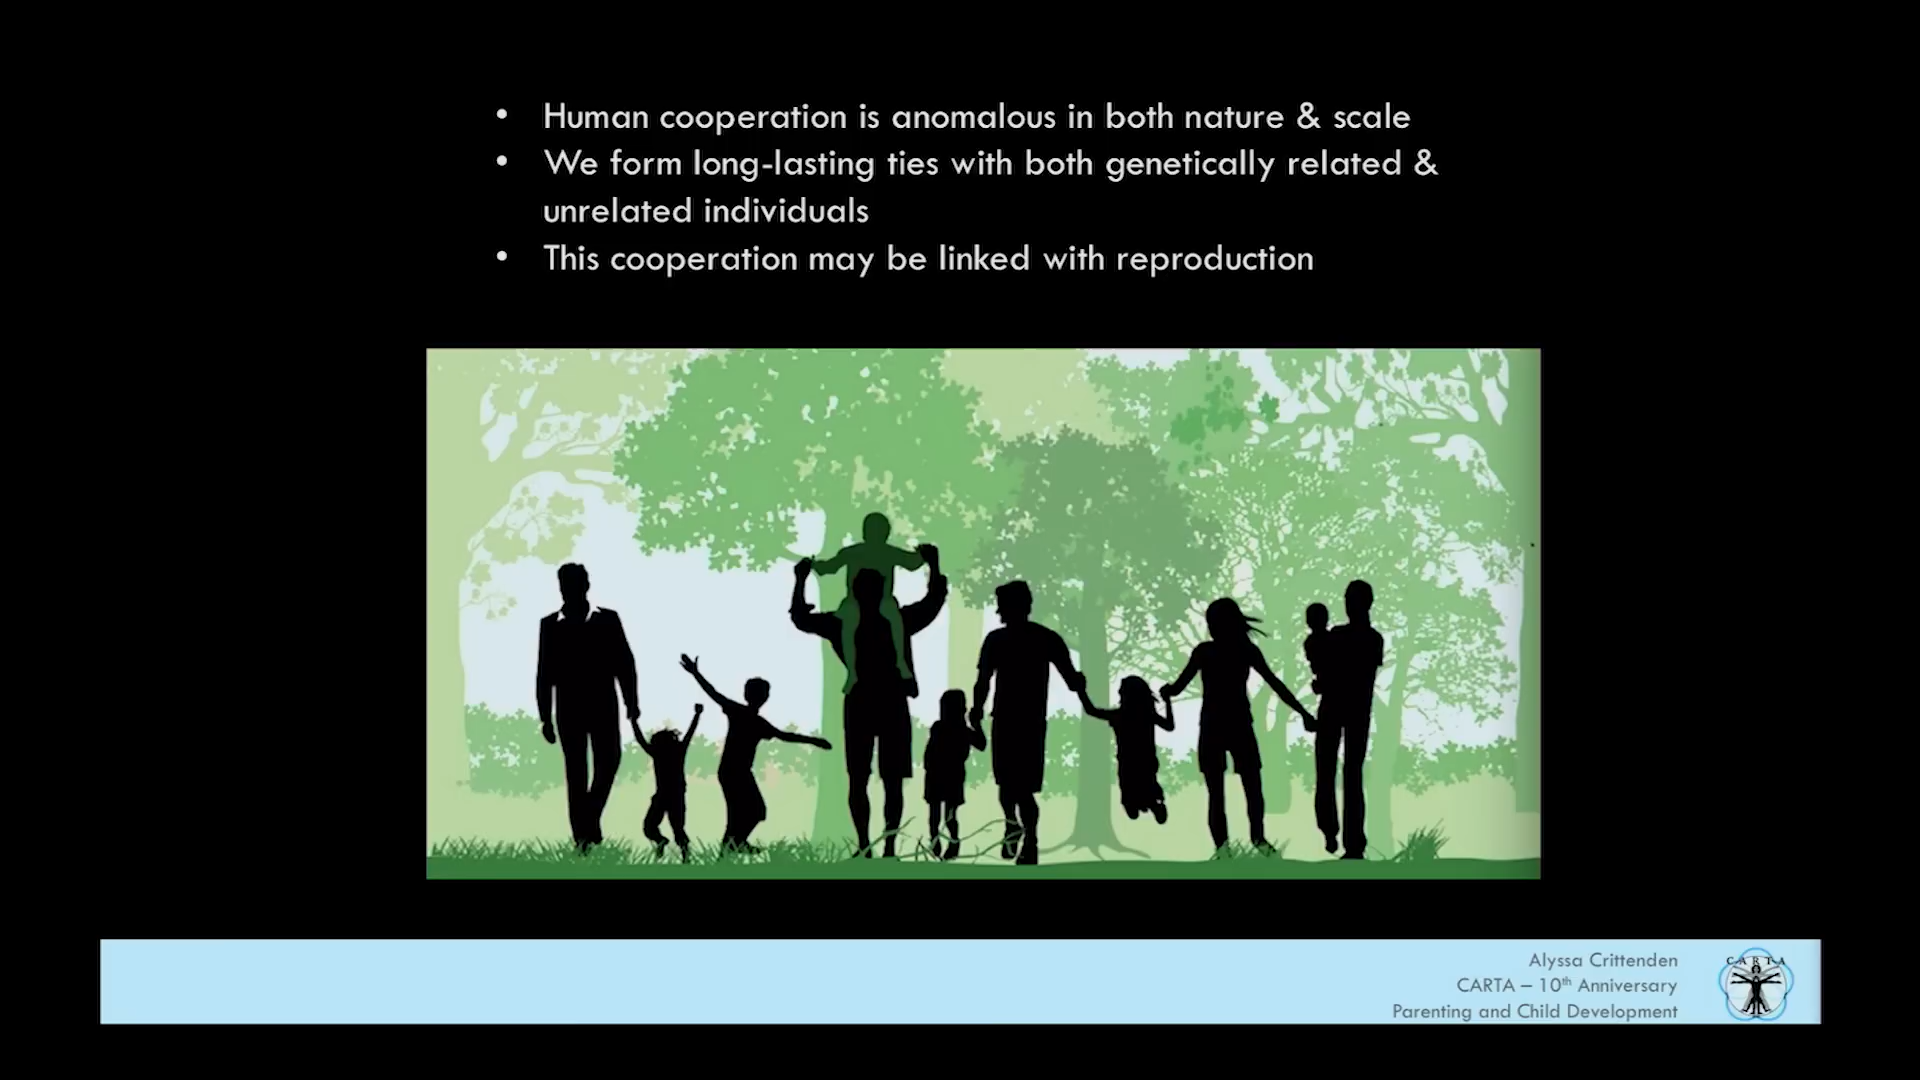 • Human cooperation is anomalous in both nature & scale
• We form long-lasting ties with both genetically related &
unrelated individuals
• This cooperation may be linked with reproduction
Alyssa Crittenden
CARTA – 10th Anniversary
Parenting and Child Development
CARTA